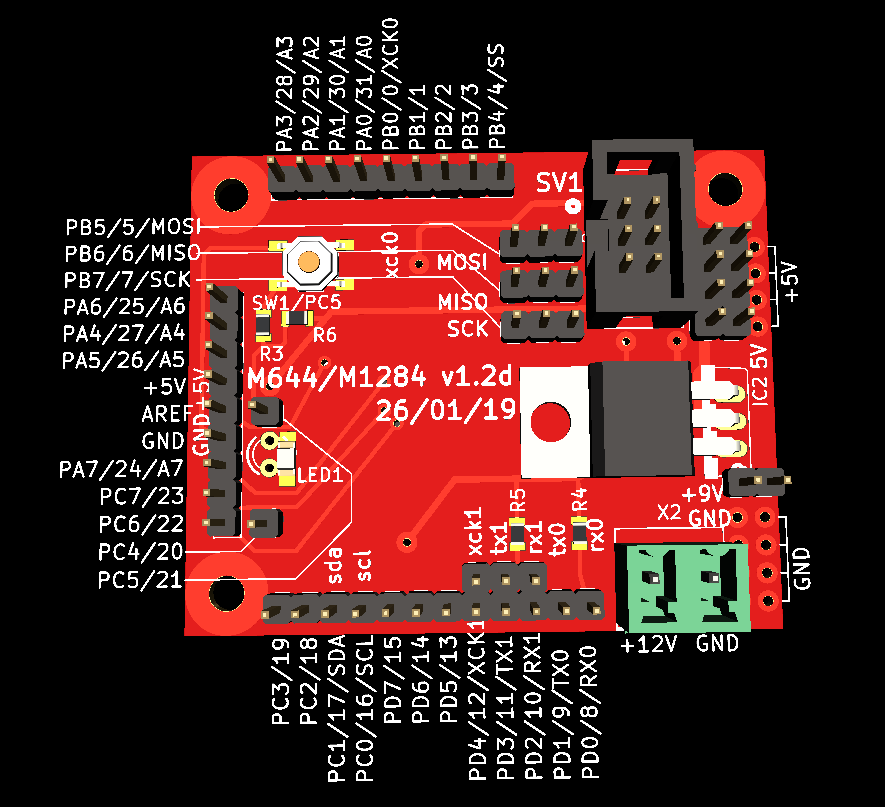 PA3/28/A3
PA2/29/A2
PA1/30/A1
PA0/31/A0
PB0/0/XCK0
PB1/1
PB2/2
PB3/3
PB4/4/SS
SV1
PB5/5/MOSI
PB6/6/MISO
PB7/7/SCK
PA6/25/A6
PA4/27/A4
PA5/26/A5
+5V
AREF
GND
PA7/24/A7
PC7/23
PC6/22
PC4/20
PC5/21
xck0
MOSI
MISO
SCK
SW1/PC5
R3
R6
+5V
GND
M644/M1284 v1.2d
26/01/19
LED1
+5V
5V
IC2
+9V
GND
X2
GND
R5
R4
xck1
tx1
rx1
tx0
rx0
sda
scl
+12V
GND
PC3/19
PC2/18
PC1/17/SDA
PC0/16/SCL
PD7/15
PD6/14
PD5/13
PD4/12/XCK1
PD3/11/TX1
PD2/10/RX1
PD1/9/TX0
PD0/8/RX0